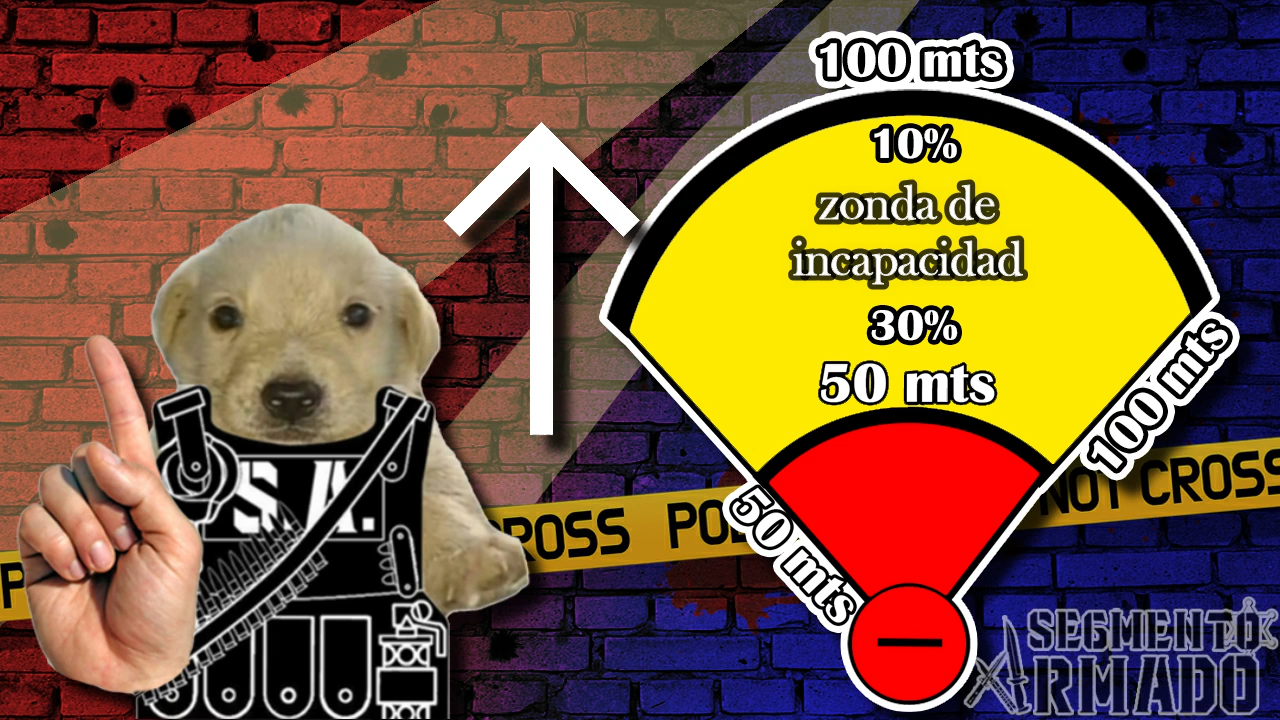 100 mts
10%
zonda de
incapacidad
30%
50 mts
100 mts
50 mts
S. A.
P
CROSS PO
NOT CROSS
SEGMENTO
ARMADO